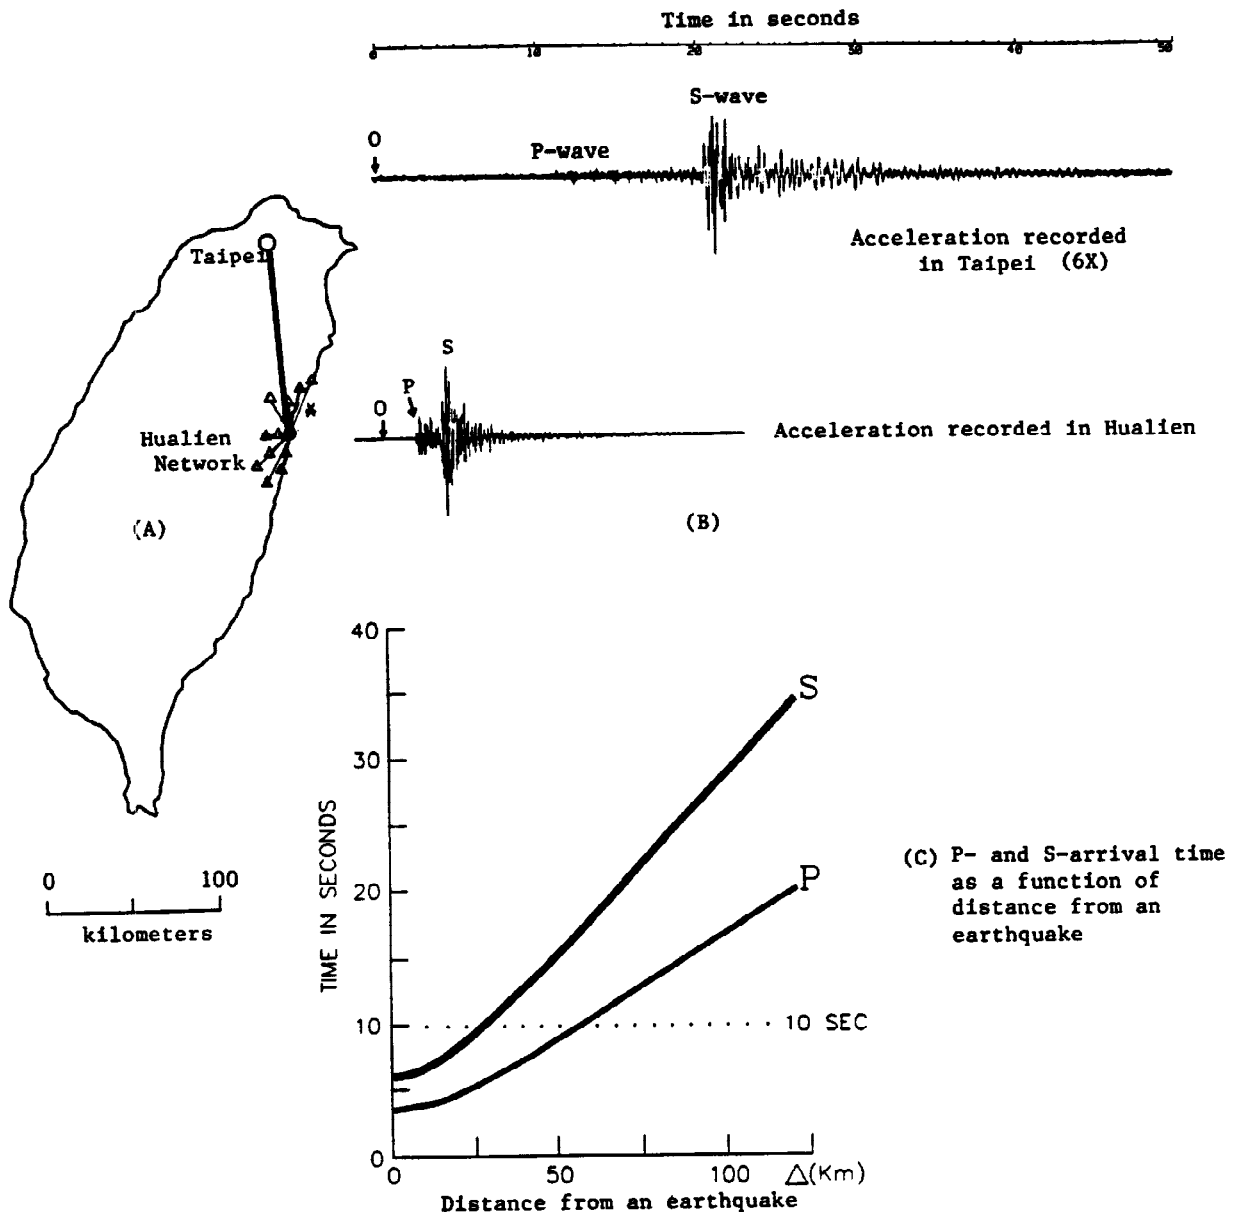 Time in seconds
0 10 20 30 40 50
S-wave
O
P-wave
Acceleration recorded
in Taipei (6X)
Taipei
S
P
O
Hualien
Network
Acceleration recorded in Hualien
(A)
(B)
40
30
20
10
0
TIME IN SECONDS
S
P
10 SEC
0 50 100 Δ(Km)
Distance from an earthquake
0 100
kilometers
(C) P- and S-arrival time
as a function of
distance from an
earthquake